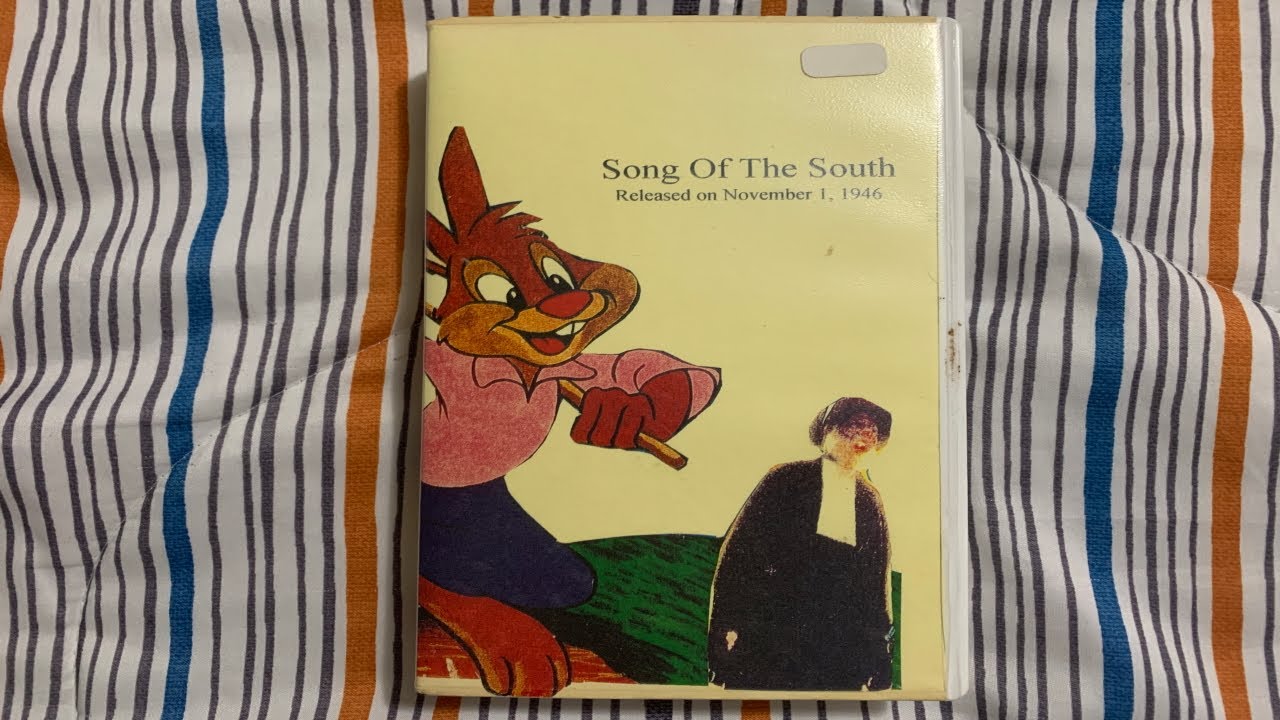 Song Of The South
Released on November 1, 1946